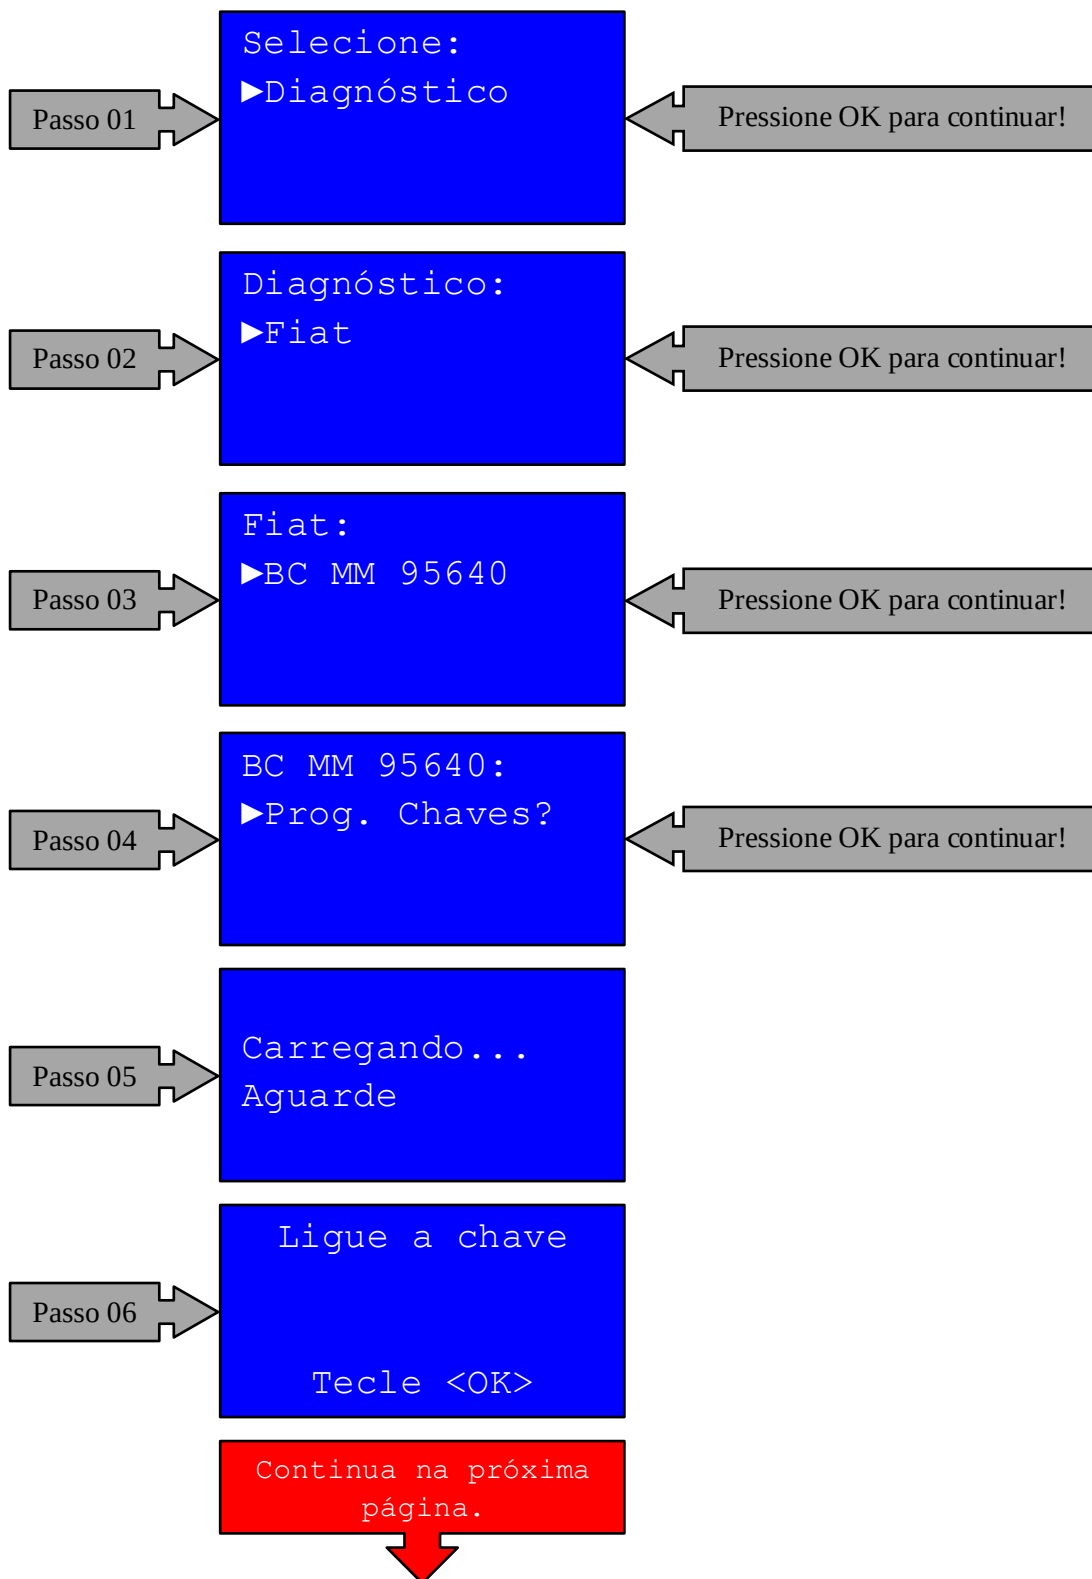 Selecione:
►Diagnóstico
Passo 01
Pressione OK para continuar!
Diagnóstico:
►Fiat
Passo 02
Pressione OK para continuar!
Fiat:
►BC MM 95640
Passo 03
Pressione OK para continuar!
BC MM 95640:
►Prog. Chaves?
Passo 04
Pressione OK para continuar!
Carregando...
Aguarde
Passo 05
Ligue a chave
Passo 06
Tecle <OK>
Continua na próxima
página.